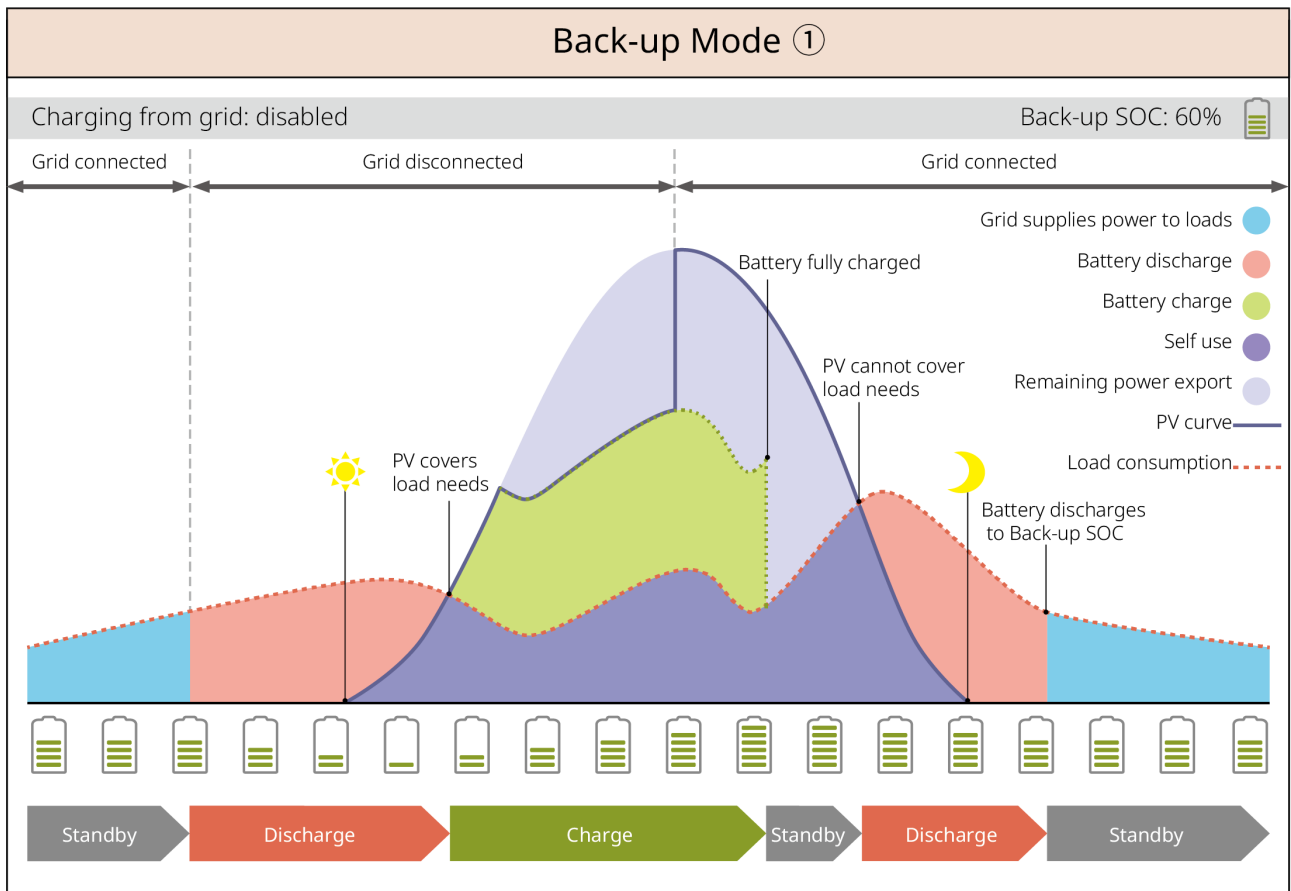 Back-up Mode ①
Charging from grid: disabled
Back-up SOC: 60%
Grid connected
Grid disconnected
Grid connected
Grid supplies power to loads
Battery discharge
Battery charge
Self use
Remaining power export
PV curve
Load consumption
Battery fully charged
PV cannot cover
load needs
PV covers
load needs
Battery discharges
to Back-up SOC
Standby
Discharge
Charge
Standby
Discharge
Standby